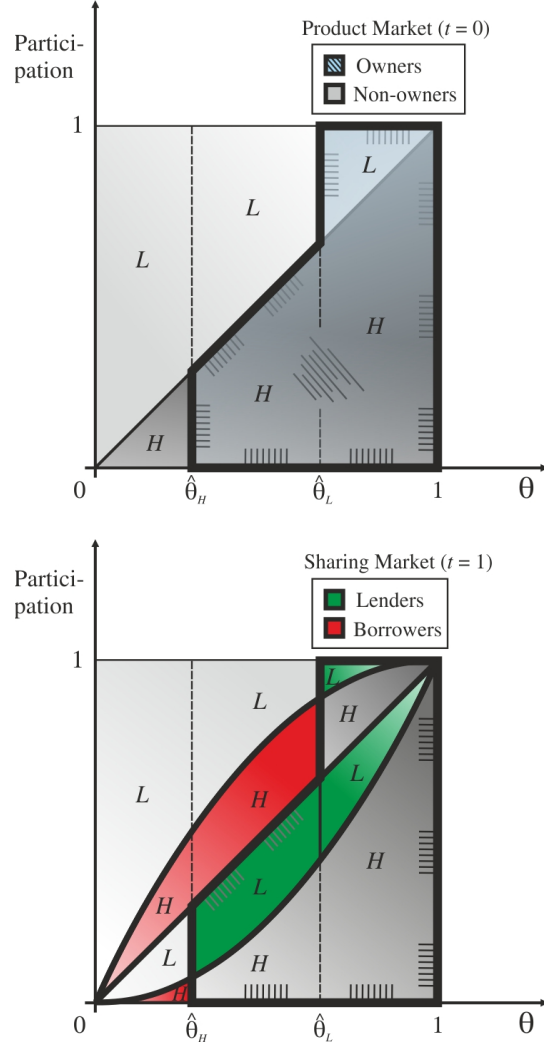 Product Market (t = 0)
Partici-
pation
Owners
Non-owners
1
L
L
L
H
H
H
0
θ̂H
θ̂L
1
θ
Sharing Market (t = 1)
Partici-
pation
Lenders
Borrowers
1
L
L
H
L
H
L
H
H
L
L
H
H
0
θ̂H
θ̂L
1
θ